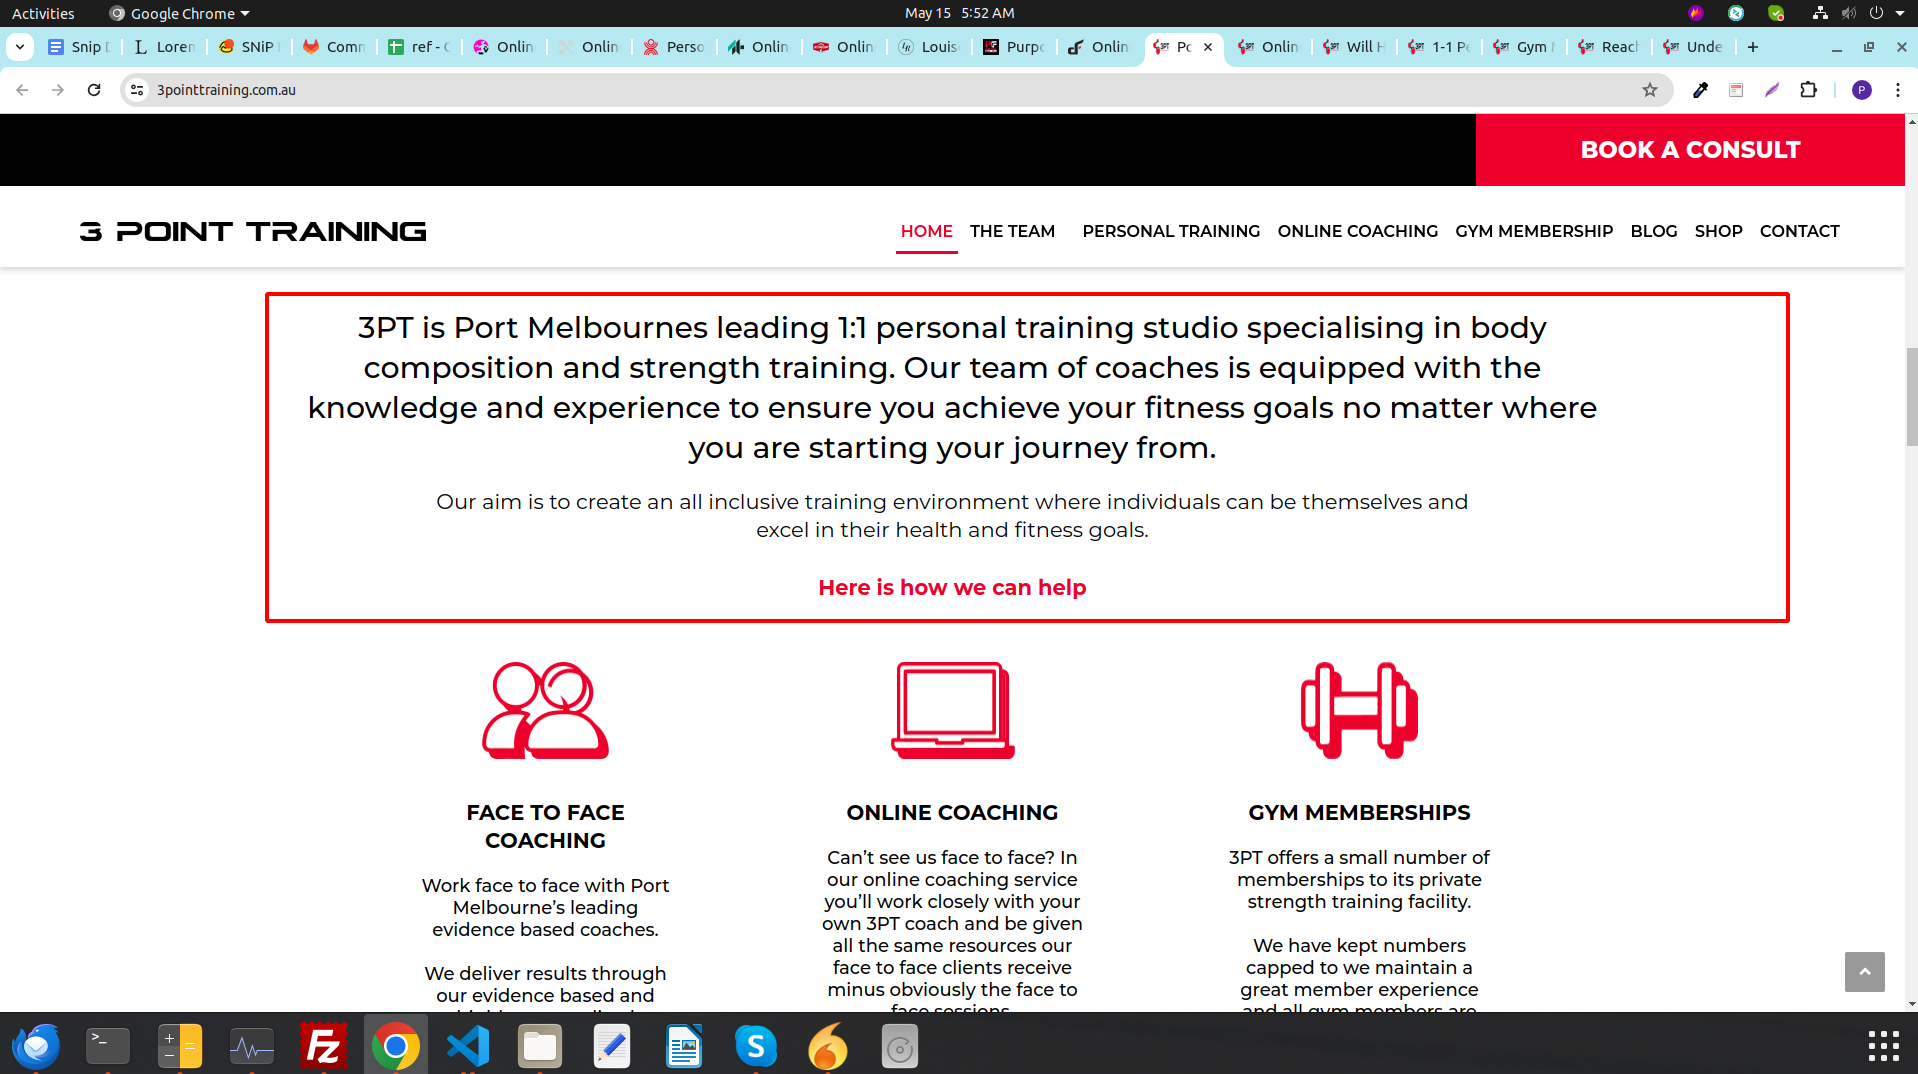 Activities
Google Chrome
May 15 5:52 AM
Snip D
Loren
SNiP
Comm
ref - C
Onlin
Onlin
Perso
Onlin
Onlin
Louis
Purpo
Onlin
Po
Onlin
Will H
1-1 Pe
Gym
Reach
Unde
3pointtraining.com.au
P
BOOK A CONSULT
3 POINT TRAINING
HOME THE TEAM PERSONAL TRAINING ONLINE COACHING GYM MEMBERSHIP BLOG SHOP CONTACT
3PT is Port Melbournes leading 1:1 personal training studio specialising in body
composition and strength training. Our team of coaches is equipped with the
knowledge and experience to ensure you achieve your fitness goals no matter where
you are starting your journey from.
Our aim is to create an all inclusive training environment where individuals can be themselves and
excel in their health and fitness goals.
Here is how we can help
FACE TO FACE
COACHING
Work face to face with Port
Melbourne's leading
evidence based coaches.
We deliver results through
our evidence based and
ONLINE COACHING
Can't see us face to face? In
our online coaching service
you'll work closely with your
own 3PT coach and be given
all the same resources our
face to face clients receive
minus obviously the face to
face sessions
GYM MEMBERSHIPS
3PT offers a small number of
memberships to its private
strength training facility.
We have kept numbers
capped to we maintain a
great member experience
and all gym members are